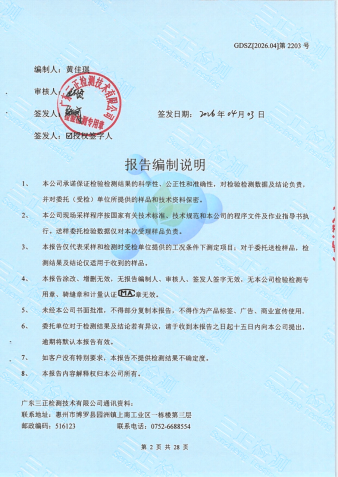 GDSZ[2026.04]第 2203 号
编制人：黄佳琪
审核人：
签发人：
签发日期：2026年04月03日
签发人：☑授权签字人
广东三正检测技术有限公司
检验检测专用章
报告编制说明
1、本公司承诺保证检验检测结果的科学性、公正性和准确性，对检验检测数据及结论负责，
并对委托（受检）单位所提供的样品和技术资料保密。
2、本公司现场采样程序按国家有关技术标准、技术规范和本公司的程序文件及作业指导书执
行。送样委托检验数据仅对本次受理样品负责。
3、本报告仅代表采样和检测时受检单位提供的工况条件下测定项目；对于委托送检样品，检
测结果及结论仅适用于收到的样品。
4、本报告涂改、增删无效，无报告编制人、审核人、签发人签字无效，无本公司检验检测专
用章、骑缝章和计量认证MA章无效。
5、未经本公司书面批准，不得部分复制本报告，不得作为产品标签、广告、商业宣传使用。
6、委托单位对于检测结果及结论若有异议，请于收到本报告之日起十五日内向本公司提出，
逾期将默认本报告有效。
7、如客户没有特别要求，本报告不提供检测结果不确定度。
8、本报告内容解释权归本公司所有。
广东三正检测技术有限公司通讯资料：
联系地址：惠州市博罗县园洲镇上南工业区一栋楼第三层
邮政编码：516123 联系电话：0752-6688554
第 2 页 共 28 页